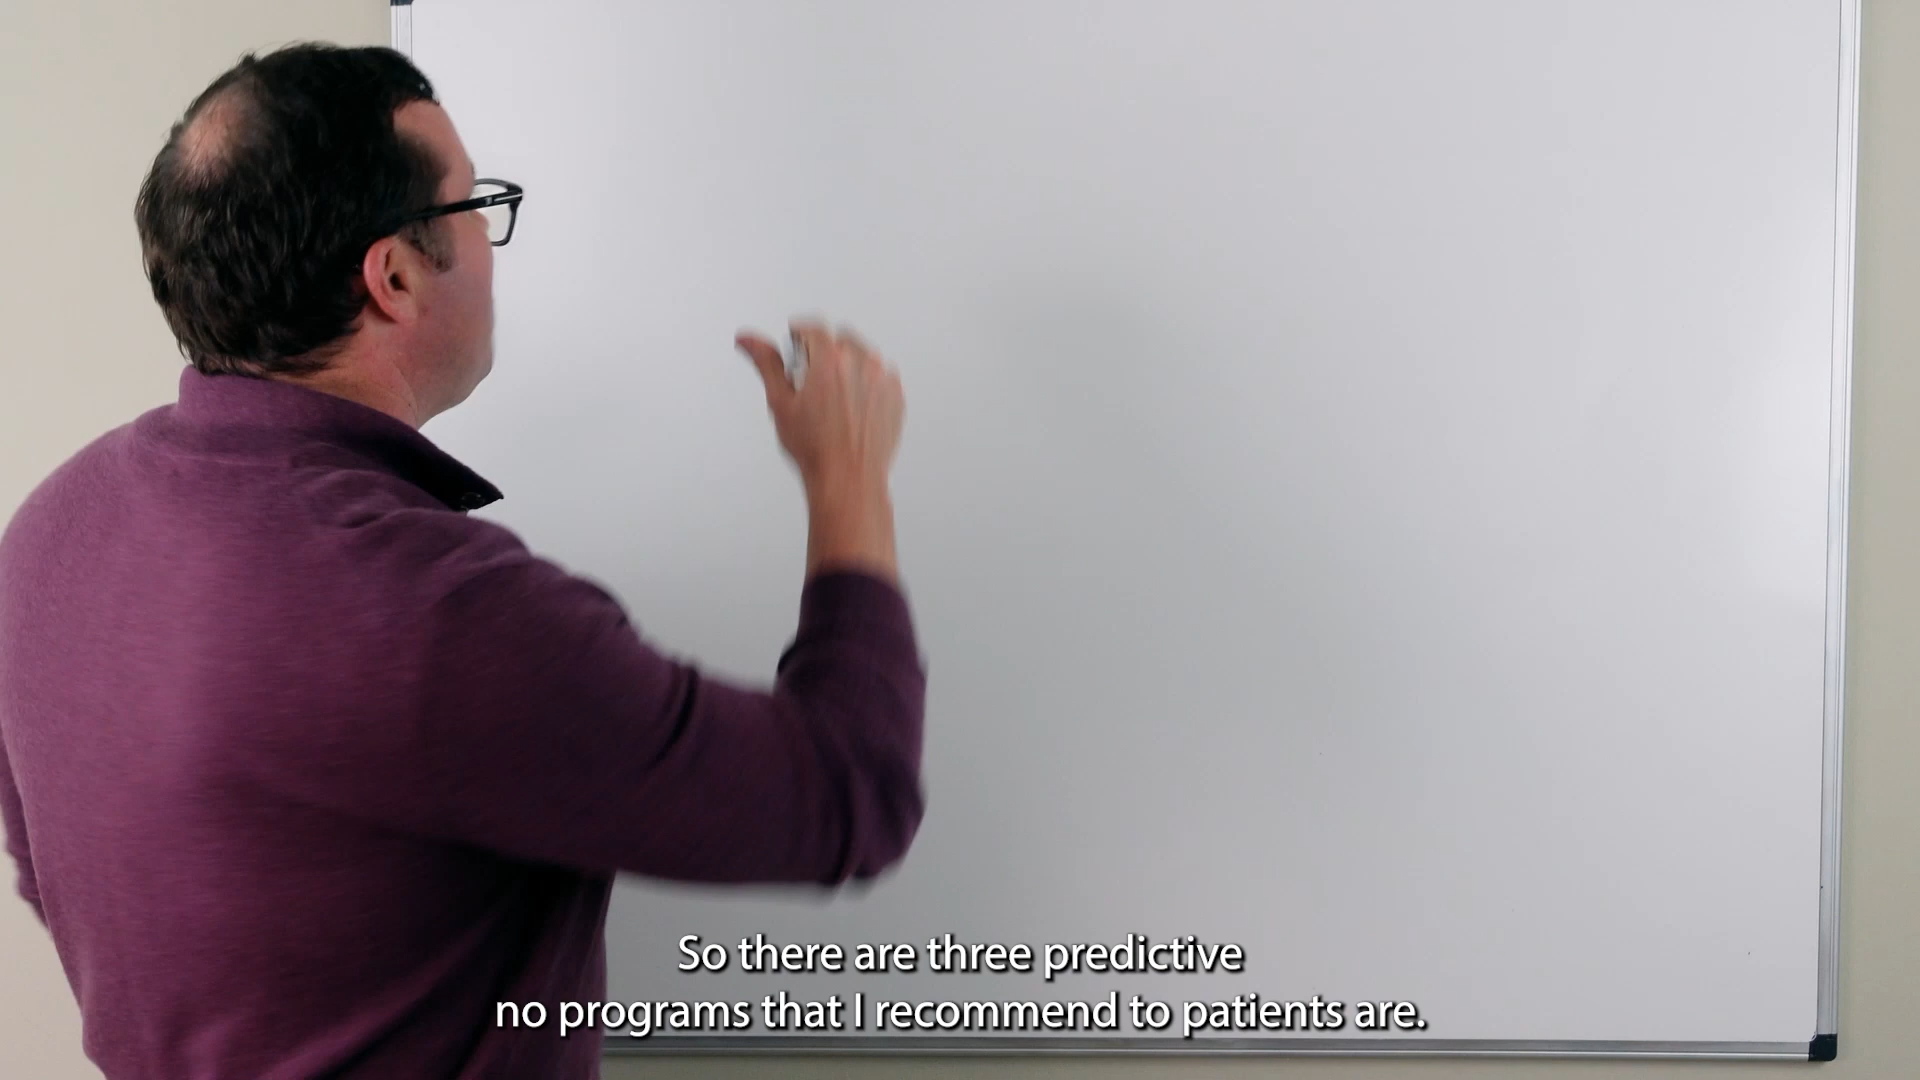 So there are three predictive
no programs that I recommend to patients are.